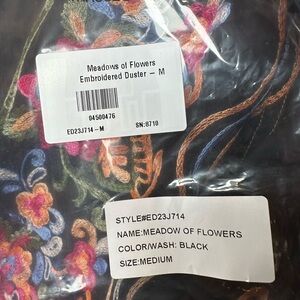 Meadows of Flowers
Embroidered Duster – M
04500476
ED23J714-M
SN:8710
STYLE#ED23J714
NAME:MEADOW OF FLOWERS
COLOR/WASH: BLACK
SIZE:MEDIUM